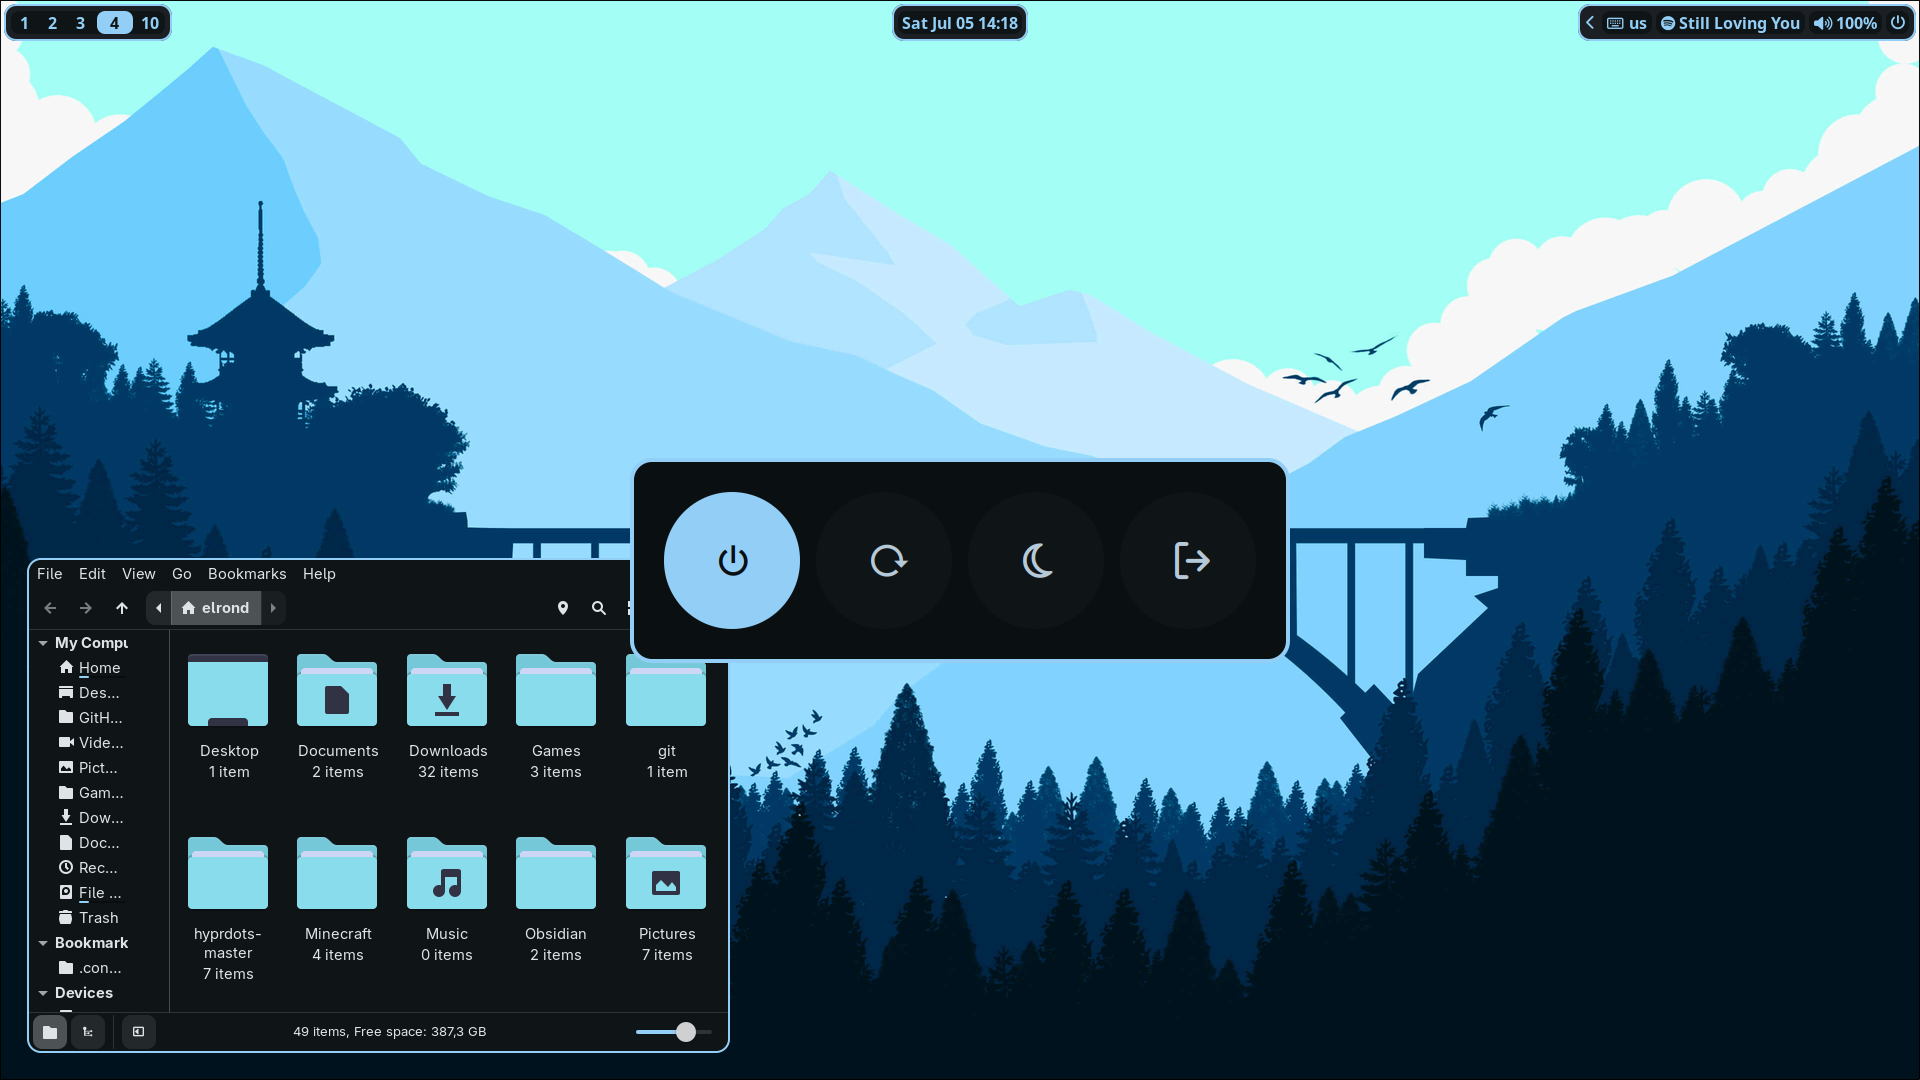 1 2 3 4 10
Sat Jul 05 14:18
us Still Loving You 100%
File Edit View Go Bookmarks Help
elrond
My Compu
Home
Des...
GitH...
Vide...
Pict...
Gam...
Dow...
Doc...
Rec...
File ...
Trash
Bookmark
.con...
Devices
Desktop
1 item
Documents
2 items
Downloads
32 items
Games
3 items
git
1 item
hyprdots-
master
7 items
Minecraft
4 items
Music
0 items
Obsidian
2 items
Pictures
7 items
49 items, Free space: 387,3 GB